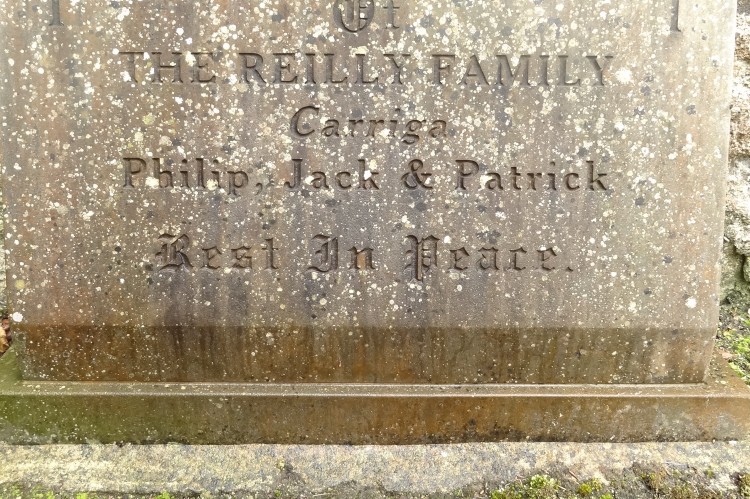 Of
THE REILLY FAMILY
Carriga
Philip, Jack & Patrick
Rest In Peace.